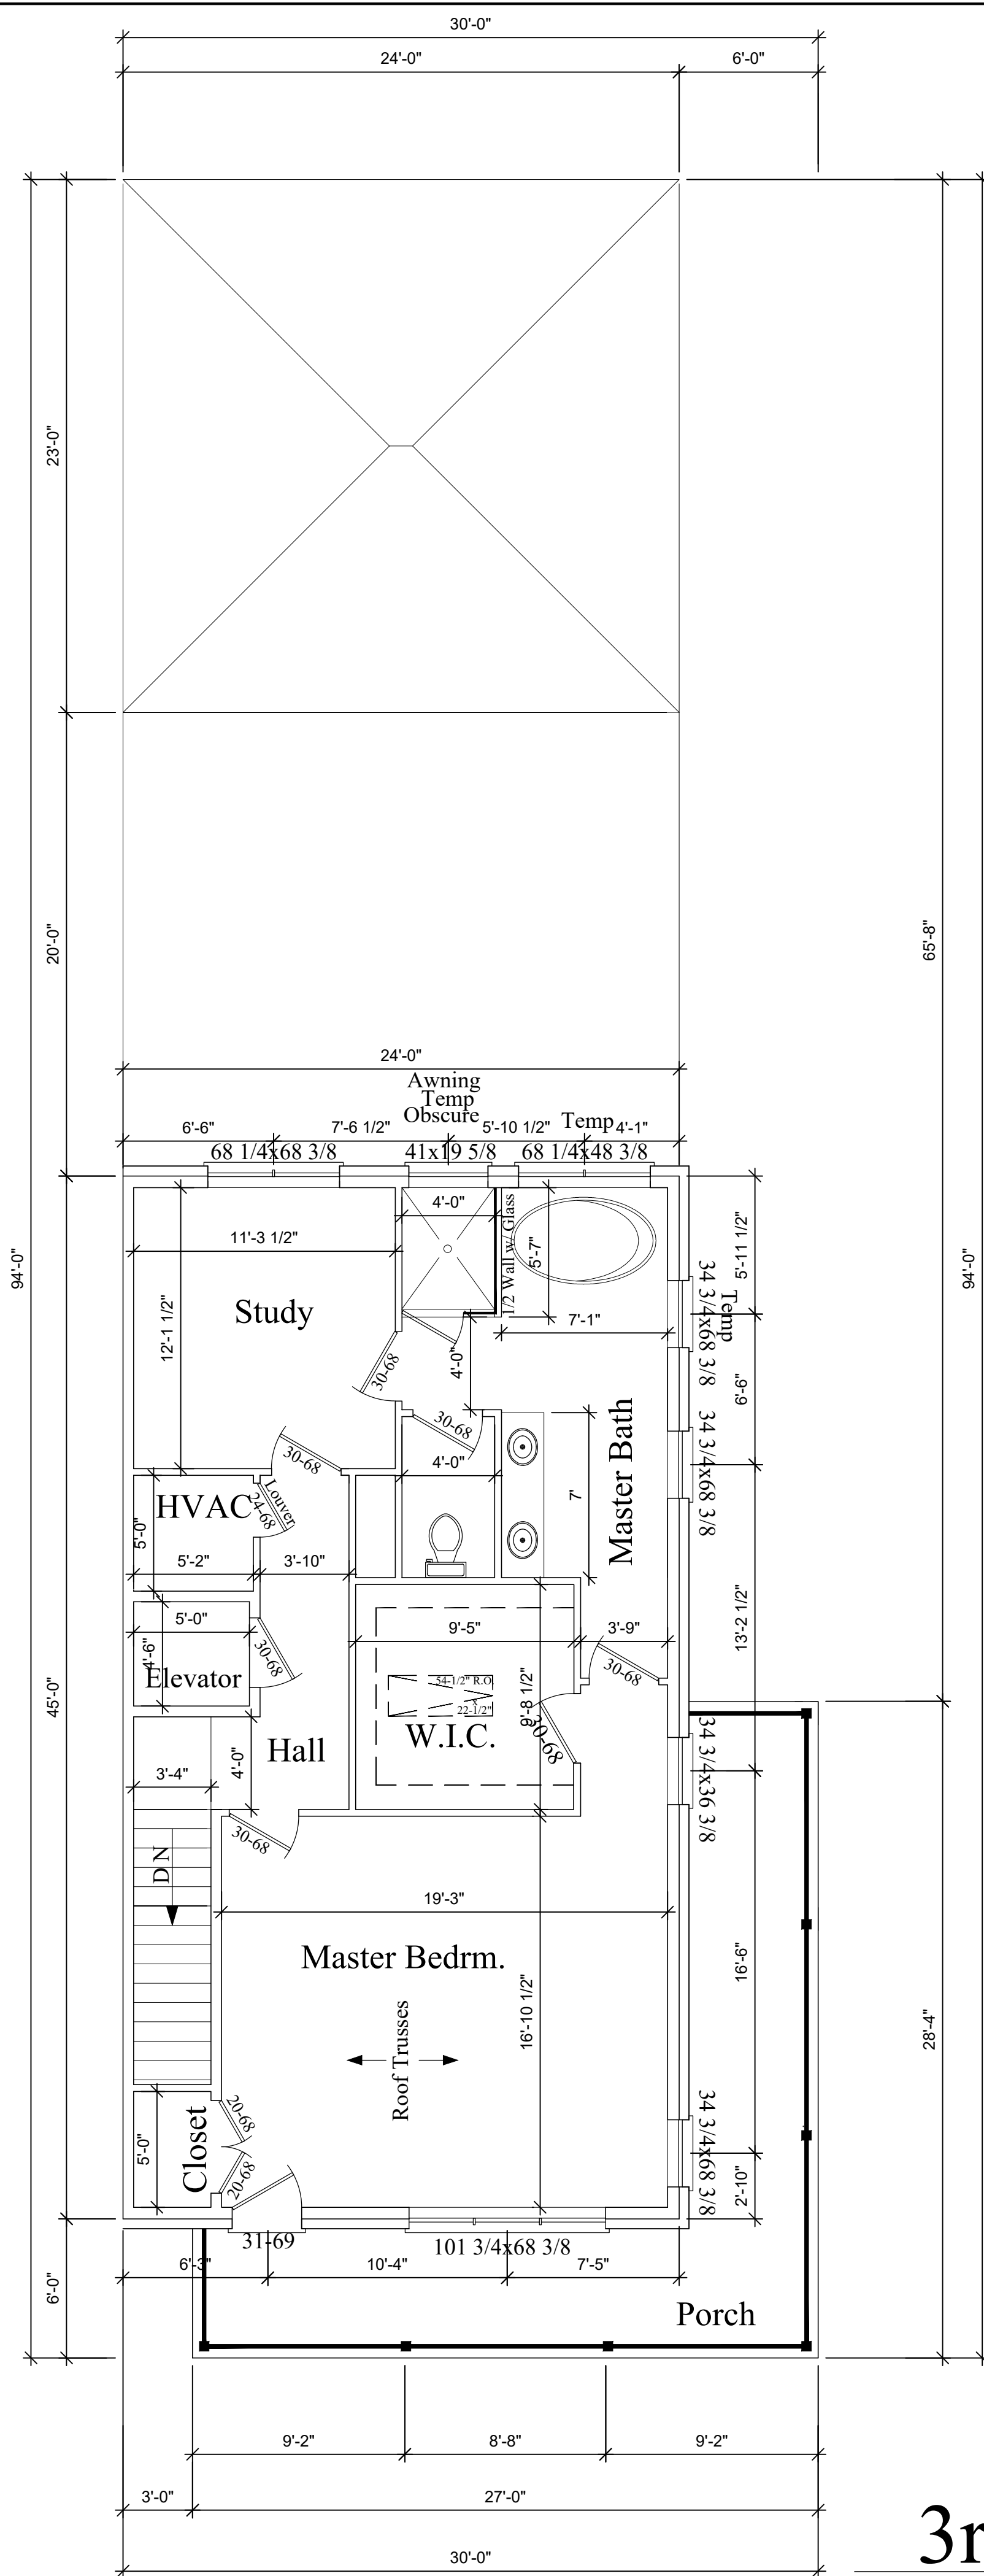 30'-0"
24'-0"
6'-0"
23'-0"
20'-0"
65'-8"
94'-0"
94'-0"
24'-0"
Awning
Temp
Obscure
Temp
6'-6"
7'-6 1/2"
5'-10 1/2"
4'-1"
68 1/4x68 3/8
41x19 5/8
68 1/4x48 3/8
4'-0"
1/2 Wall w/ Glass
5'-7"
5'-11 1/2"
11'-3 1/2"
12'-1 1/2"
Study
7'-1"
34 3/4x68 3/8
Temp
30-68
4'-0"
6'-6"
30-68
30-68
4'-0"
7'
Master Bath
34 3/4x68 3/8
HVAC
Louver
24-68
5'-0"
5'-2"
3'-10"
13'-2 1/2"
5'-0"
4'-6"
Elevator
30-68
9'-5"
3'-9"
30-68
54-1/2" R.O.
x
22-1/2"
9'-8 1/2"
W.I.C.
20-68
45'-0"
Hall
4'-0"
3'-4"
34 3/4x36 3/8
30-68
DN
19'-3"
Master Bedrm.
16'-10 1/2"
16'-6"
Roof Trusses
28'-4"
Closet
5'-0"
20-68
20-68
34 3/4x68 3/8
2'-10"
31-69
101 3/4x68 3/8
6'-3"
10'-4"
7'-5"
6'-0"
Porch
9'-2"
8'-8"
9'-2"
3'-0"
27'-0"
30'-0"
3r